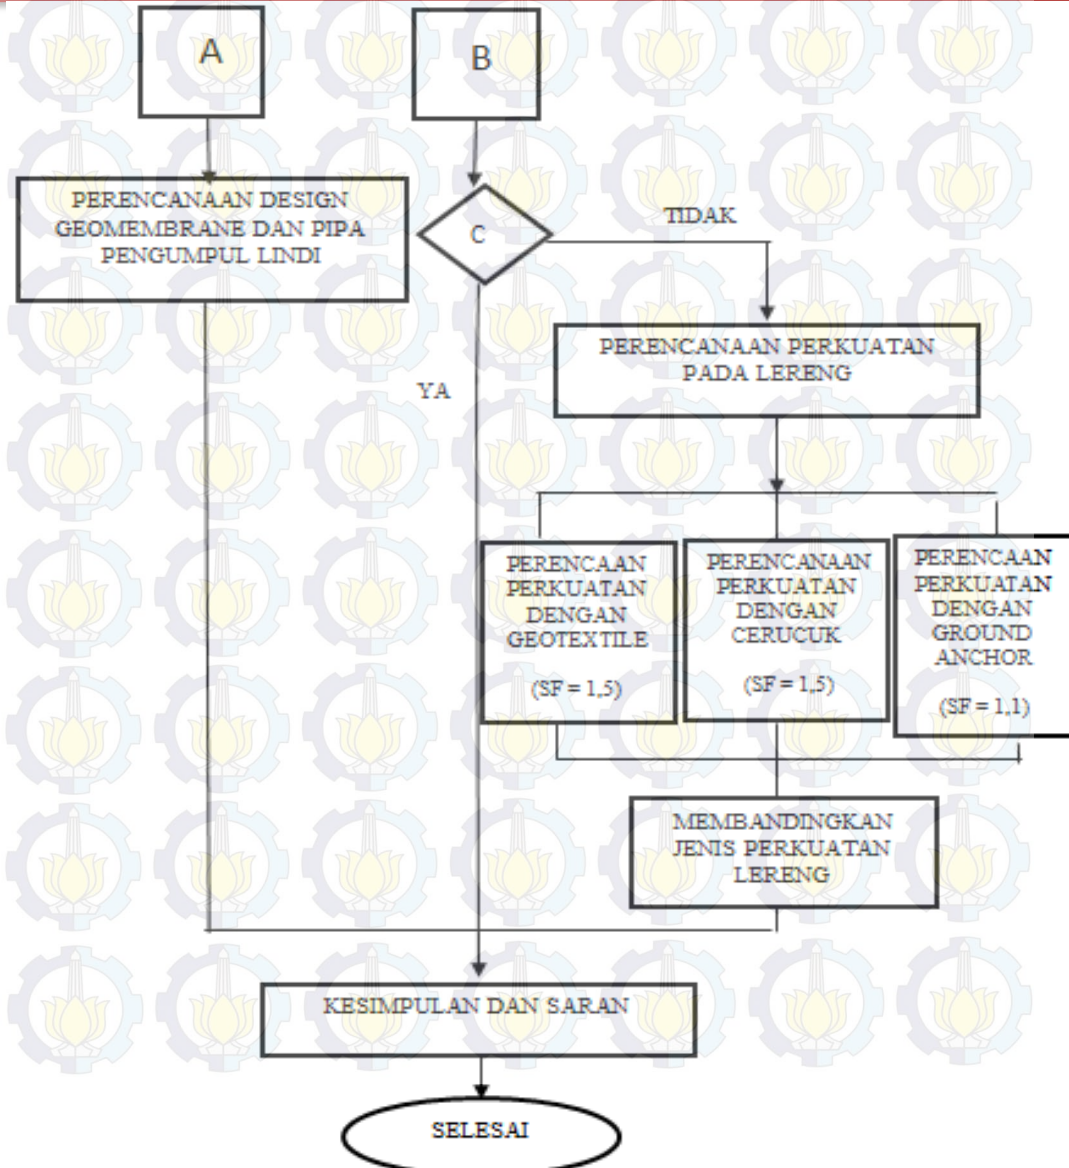 A
B
PERENCANAAN DESIGN
GEOMEMBRANE DAN PIPA
PENGUMPUL LINDI
C
TIDAK
YA
PERENCANAAN PERKUATAN
PADA LERENG
PERENCAAN
PERKUATAN
DENGAN
GEOTEXTILE
(SF = 1,5)
PERENCANAAN
PERKUATAN
DENGAN
CERUCUK
(SF = 1,5)
PERENCAAN
PERKUATAN
DENGAN
GROUND
ANCHOR
(SF = 1,1)
MEMBANDINGKAN
JENIS PERKUATAN
LERENG
KESIMPULAN DAN SARAN
SELESAI